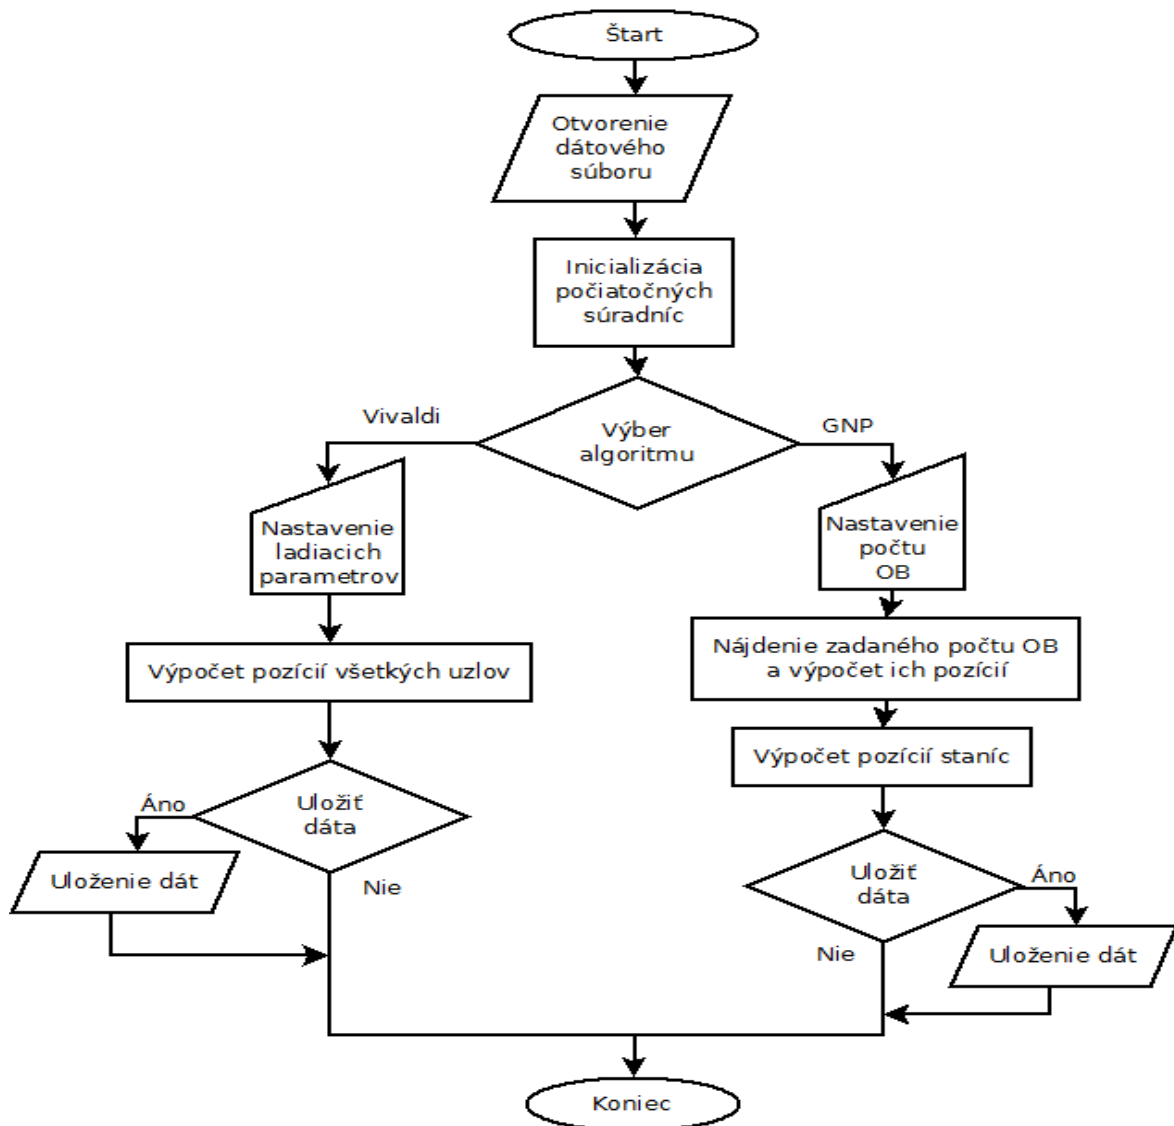 Štart
Otvorenie
dátového
súboru
Inicializácia
počiatočných
súradníc
Výber
algoritmu
Vivaldi
GNP
Nastavenie
ladiacich
parametrov
Nastavenie
počtu
OB
Výpočet pozícií všetkých uzlov
Nájdenie zadaného počtu OB
a výpočet ich pozícií
Výpočet pozícií staníc
Uložiť
dáta
Áno
Nie
Uloženie dát
Uložiť
dáta
Áno
Nie
Uloženie dát
Koniec